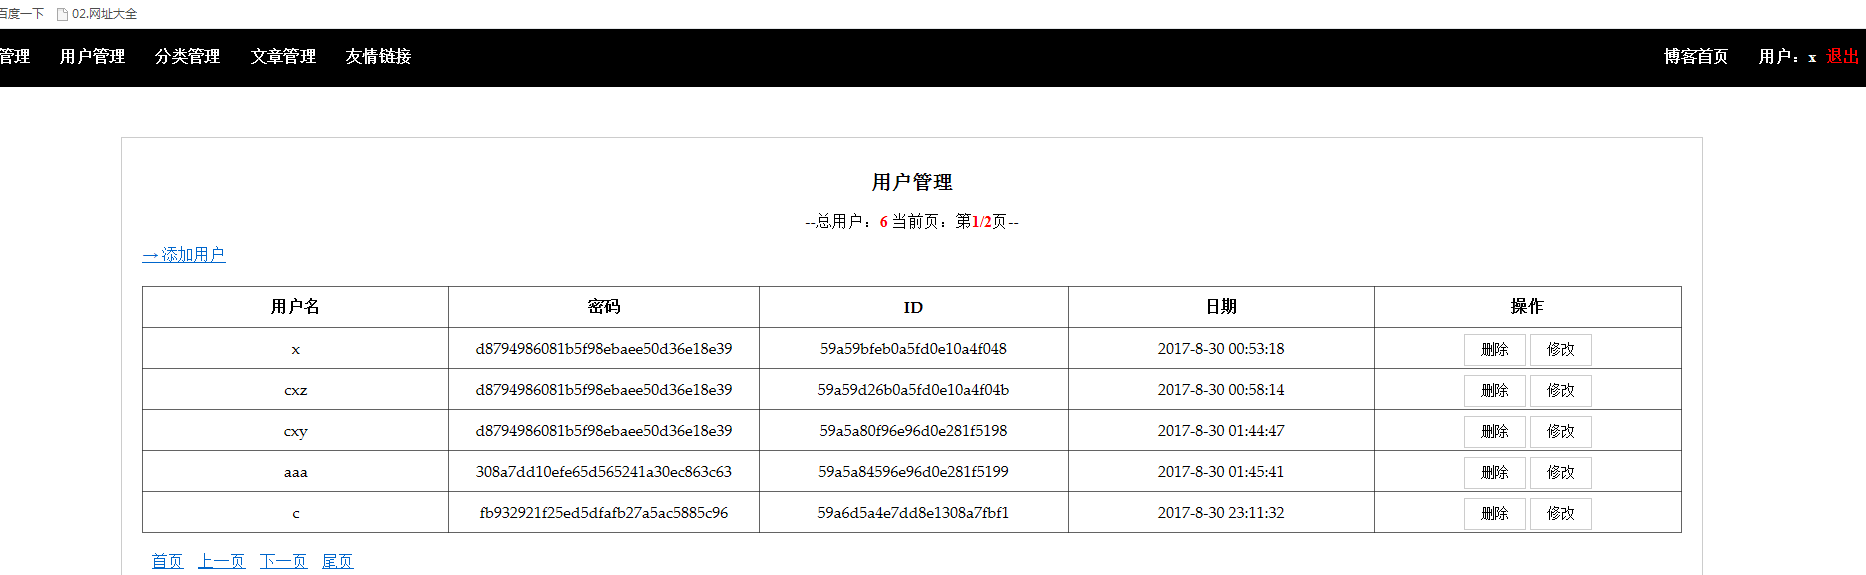 百度一下 02.网址大全
管理 用户管理 分类管理 文章管理 友情链接 博客首页 用户：x 退出
用户管理
--总用户：6 当前页：第1/2页--
→添加用户
用户名 密码 ID 日期 操作
x d8794986081b5f98ebaee50d36e18e39 59a59bfeb0a5fd0e10a4f048 2017-8-30 00:53:18 删除 修改
cxz d8794986081b5f98ebaee50d36e18e39 59a59d26b0a5fd0e10a4f04b 2017-8-30 00:58:14 删除 修改
cxy d8794986081b5f98ebaee50d36e18e39 59a5a80f96e96d0e281f5198 2017-8-30 01:44:47 删除 修改
aaa 308a7dd10efe65d565241a30ec863c63 59a5a84596e96d0e281f5199 2017-8-30 01:45:41 删除 修改
c fb932921f25ed5dfafb27a5ac5885c96 59a6d5a4e7dd8e1308a7fbf1 2017-8-30 23:11:32 删除 修改
首页 上一页 下一页 尾页